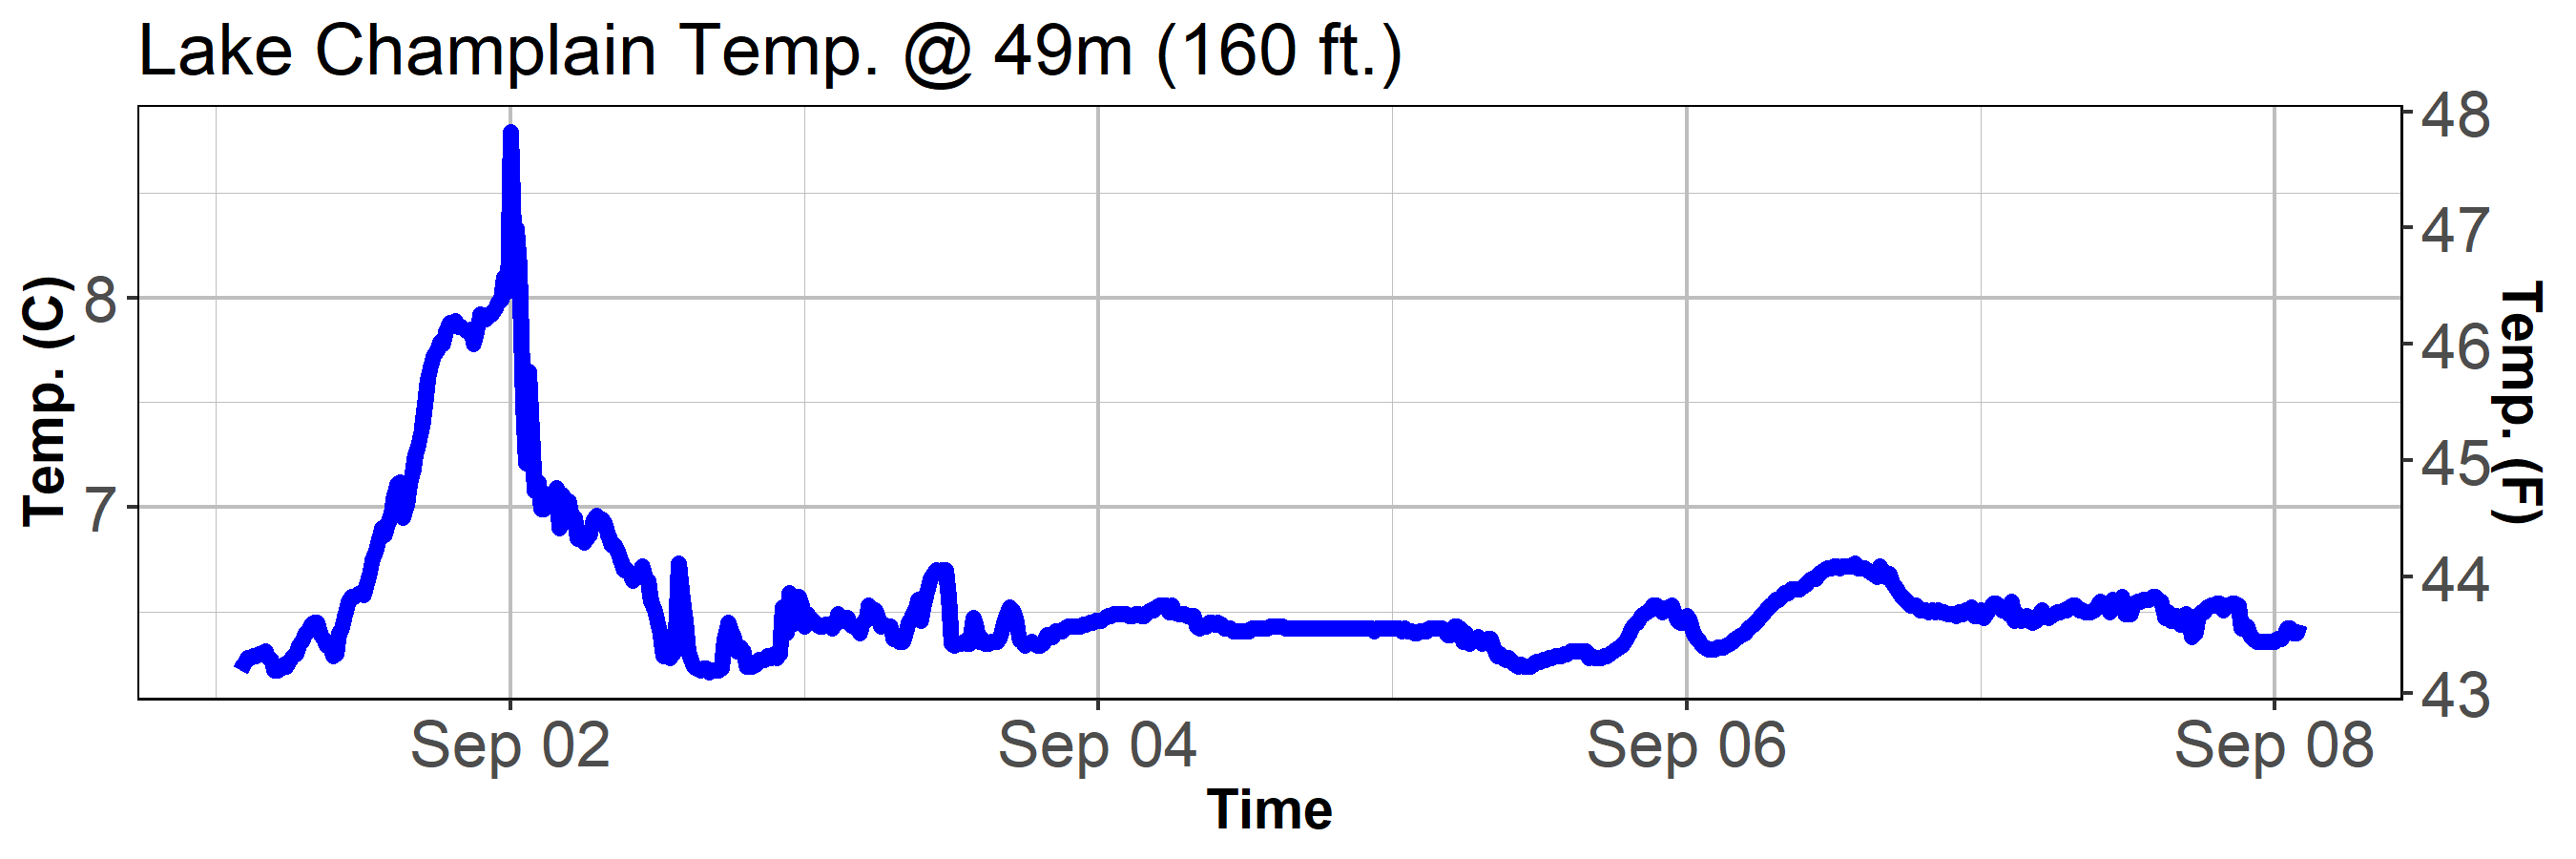 Lake Champlain Temp. @ 49m (160 ft.)
Temp. (C)
8
7
48
47
46
45
44
43
Temp. (F)
Sep 02 Sep 04 Sep 06 Sep 08
Time